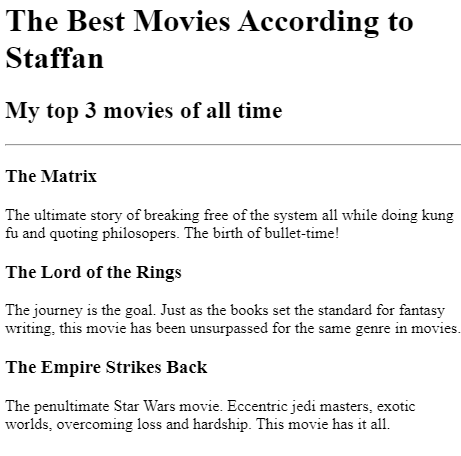 The Best Movies According to
Staffan
My top 3 movies of all time
The Matrix
The ultimate story of breaking free of the system all while doing kung
fu and quoting philosopers. The birth of bullet-time!
The Lord of the Rings
The journey is the goal. Just as the books set the standard for fantasy
writing, this movie has been unsurpassed for the same genre in movies.
The Empire Strikes Back
The penultimate Star Wars movie. Eccentric jedi masters, exotic
worlds, overcoming loss and hardship. This movie has it all.